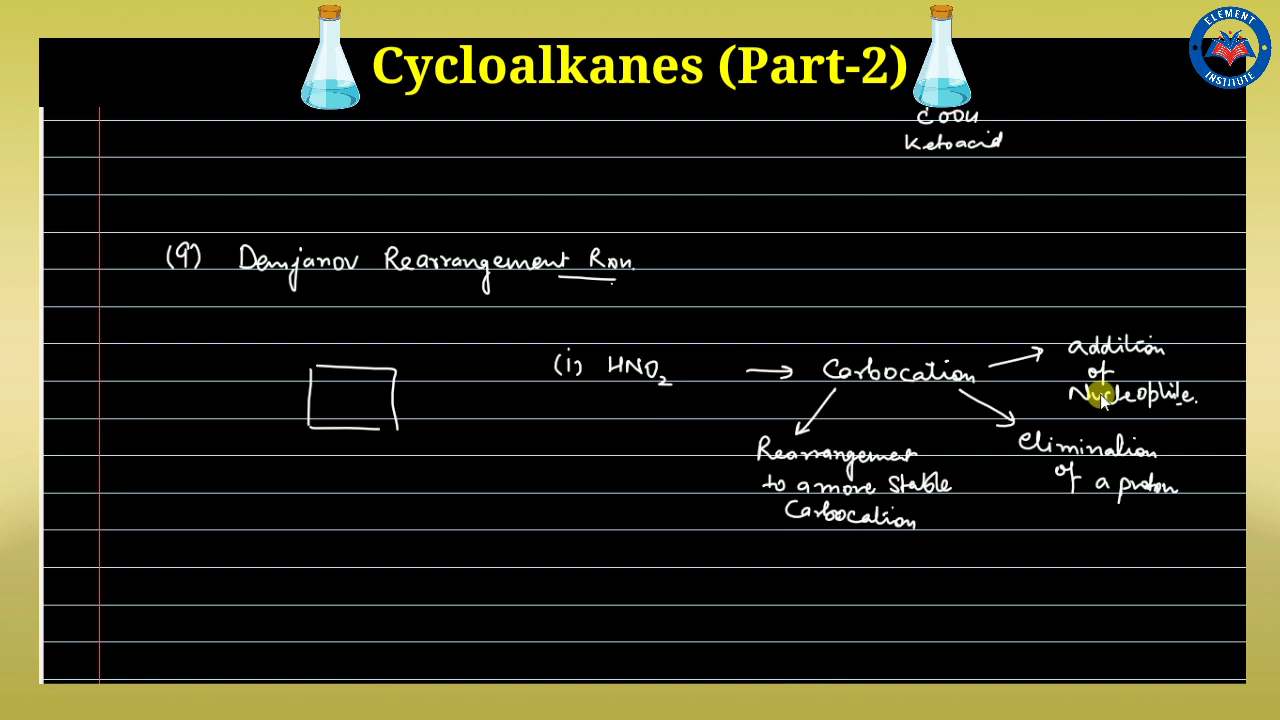 Cycloalkanes (Part-2)
ELEMENT
INSTITUTE
COOH
Ketoacid
(9) Demjanov Rearrangement Rxn.
(i) HNO2 → Carbocation
addition
of
Nucleophile.
Elimination
of a proton
Rearrangement
to a more stable
Carbocation